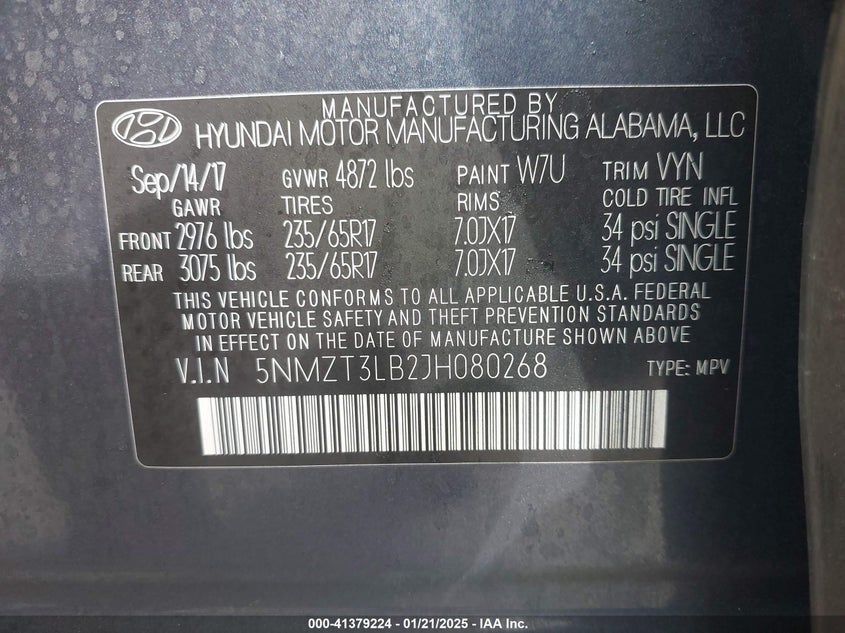 MANUFACTURED BY
HYUNDAI MOTOR MANUFACTURING ALABAMA, LLC
Sep/14/17 GVWR 4872 lbs PAINT W7U TRIM VYN
GAWR TIRES RIMS COLD TIRE INFL
FRONT 2976 lbs 235/65R17 7.0JX17 34 psi SINGLE
REAR 3075 lbs 235/65R17 7.0JX17 34 psi SINGLE
THIS VEHICLE CONFORMS TO ALL APPLICABLE U.S.A. FEDERAL
MOTOR VEHICLE SAFETY AND THEFT PREVENTION STANDARDS
IN EFFECT ON THE DATE OF MANUFACTURE SHOWN ABOVE
V.I.N 5NMZT3LB2JH080268 TYPE: MPV
000-41379224 - 01/21/2025 - IAA Inc.